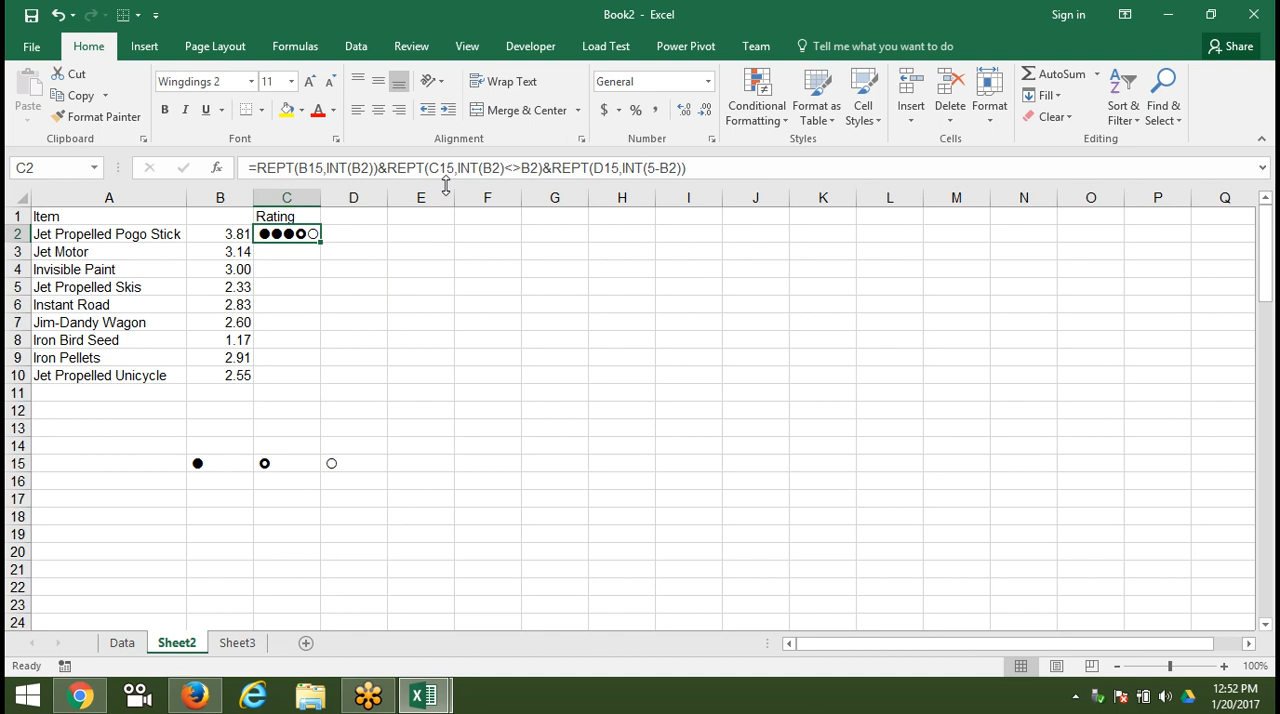 Book2 - Excel
Sign in
File Home Insert Page Layout Formulas Data Review View Developer Load Test Power Pivot Team Tell me what you want to do Share
Paste Cut Copy Format Painter
Wingdings 2 11
B I U A
Wrap Text
Merge & Center
General
$ % ,
Conditional Formatting Format as Table Cell Styles
Insert Delete Format
AutoSum Fill Clear
Sort & Filter Find & Select
Clipboard Font Alignment Number Styles Cells Editing
C2 fx =REPT(B15,INT(B2))&REPT(C15,INT(B2)<>B2)&REPT(D15,INT(5-B2))
A B C D E F G H I J K L M N O P Q
1 Item Rating
2 Jet Propelled Pogo Stick 3.81 ●●●⭘○
3 Jet Motor 3.14
4 Invisible Paint 3.00
5 Jet Propelled Skis 2.33
6 Instant Road 2.83
7 Jim-Dandy Wagon 2.60
8 Iron Bird Seed 1.17
9 Iron Pellets 2.91
10 Jet Propelled Unicycle 2.55
11
12
13
14
15 ● ⭘ ○
16
17
18
19
20
21
22
23
24
Data Sheet2 Sheet3
Ready 100%
12:52 PM
1/20/2017